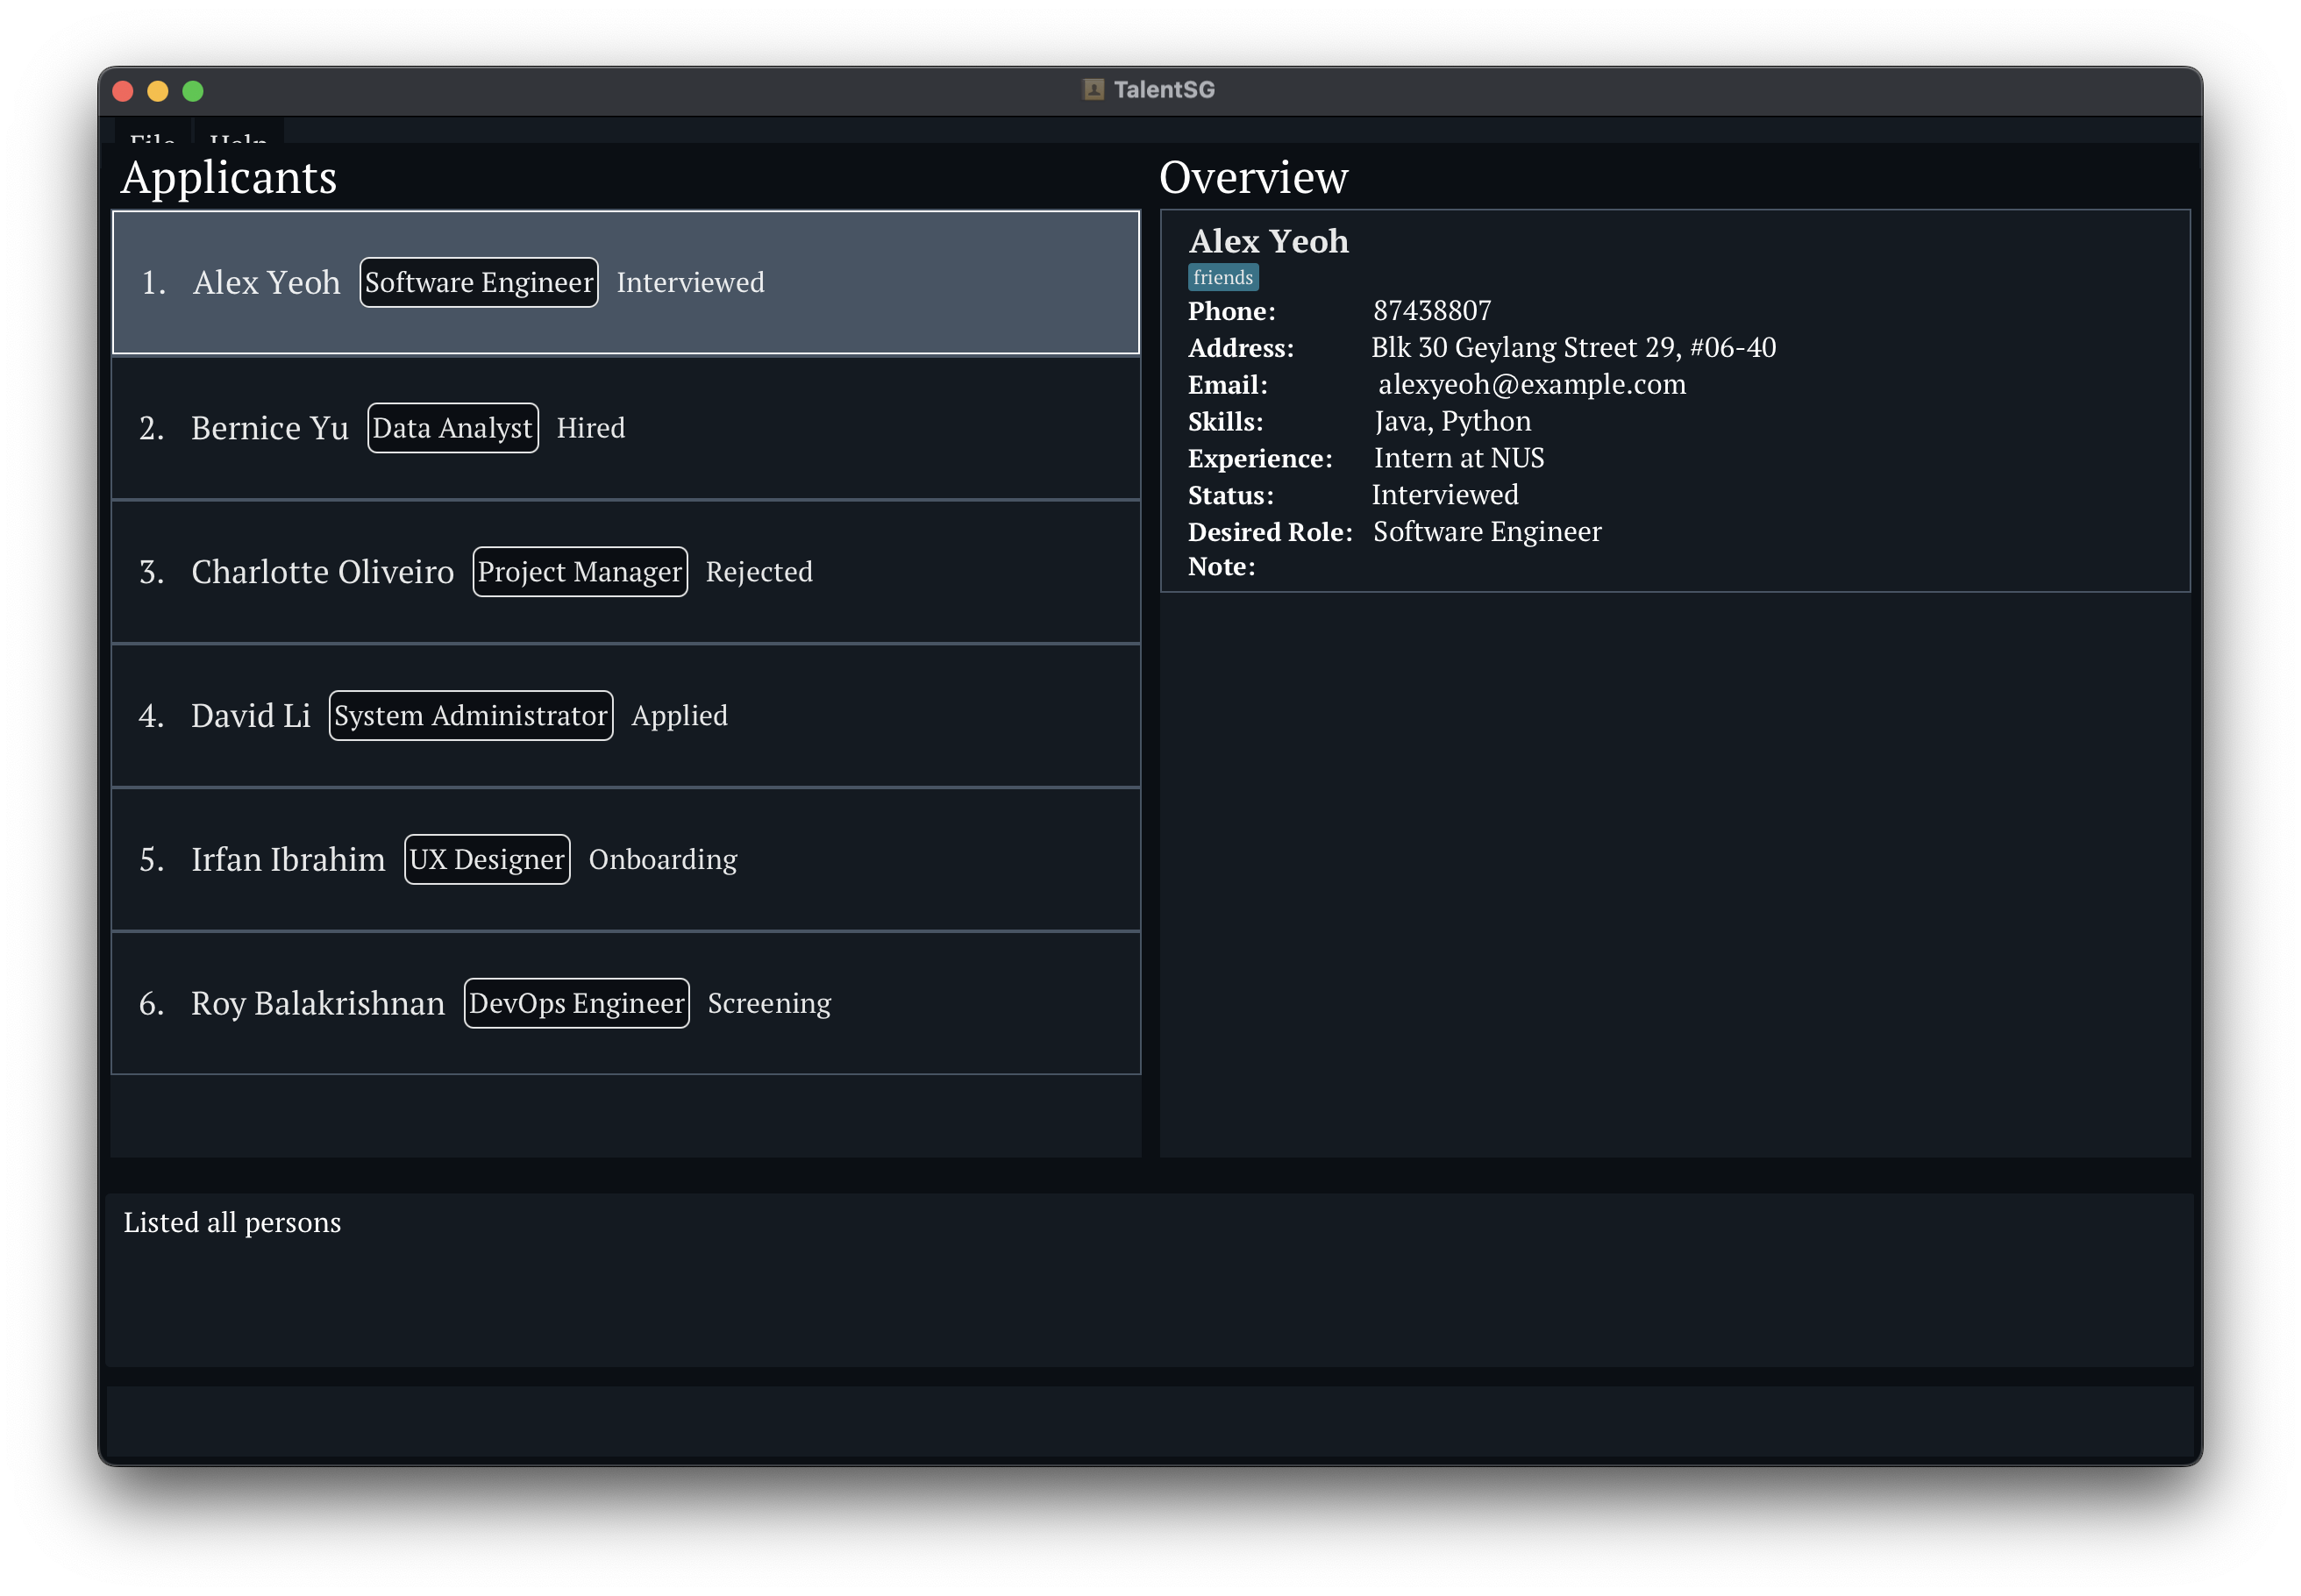 TalentSG
File Help
Applicants
1. Alex Yeoh Software Engineer Interviewed
2. Bernice Yu Data Analyst Hired
3. Charlotte Oliveiro Project Manager Rejected
4. David Li System Administrator Applied
5. Irfan Ibrahim UX Designer Onboarding
6. Roy Balakrishnan DevOps Engineer Screening
Overview
Alex Yeoh
friends
Phone: 87438807
Address: Blk 30 Geylang Street 29, #06-40
Email: alexyeoh@example.com
Skills: Java, Python
Experience: Intern at NUS
Status: Interviewed
Desired Role: Software Engineer
Note:
Listed all persons